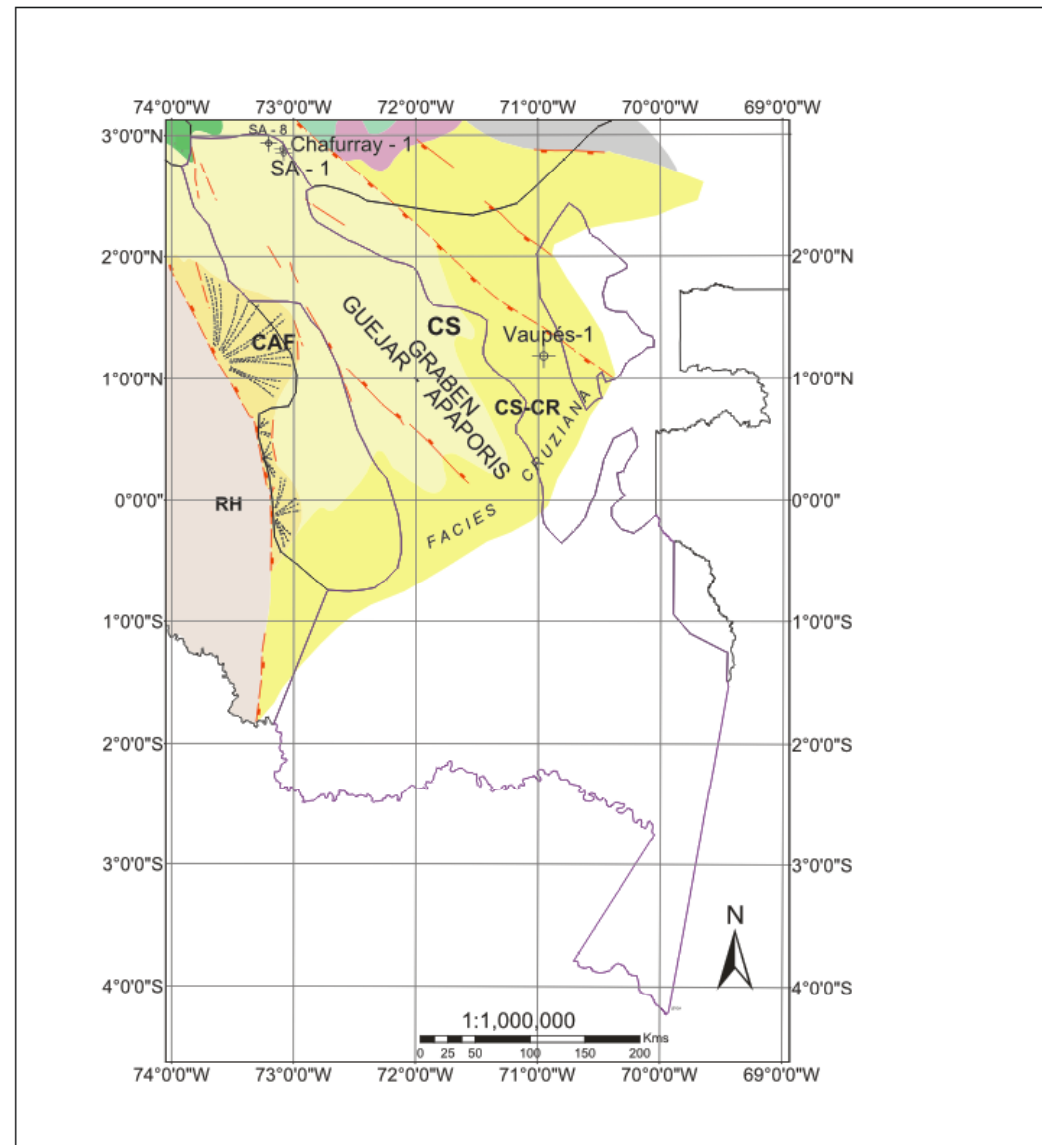 74°0'0"W 73°0'0"W 72°0'0"W 71°0'0"W 70°0'0"W 69°0'0"W
3°0'0"N 3°0'0"N
SA - 8
Chafurray - 1
SA - 1
2°0'0"N 2°0'0"N
CAF
CS
GRABEN
GUEJAR - APAPORIS
Vaupés-1
1°0'0"N 1°0'0"N
CS-CR
FACIES CRUZIANA
RH
0°0'0" 0°0'0"
1°0'0"S 1°0'0"S
2°0'0"S 2°0'0"S
3°0'0"S 3°0'0"S
N
4°0'0"S 4°0'0"S
1:1,000,000
Kms
0 25 50 100 150 200
74°0'0"W 73°0'0"W 72°0'0"W 71°0'0"W 70°0'0"W 69°0'0"W